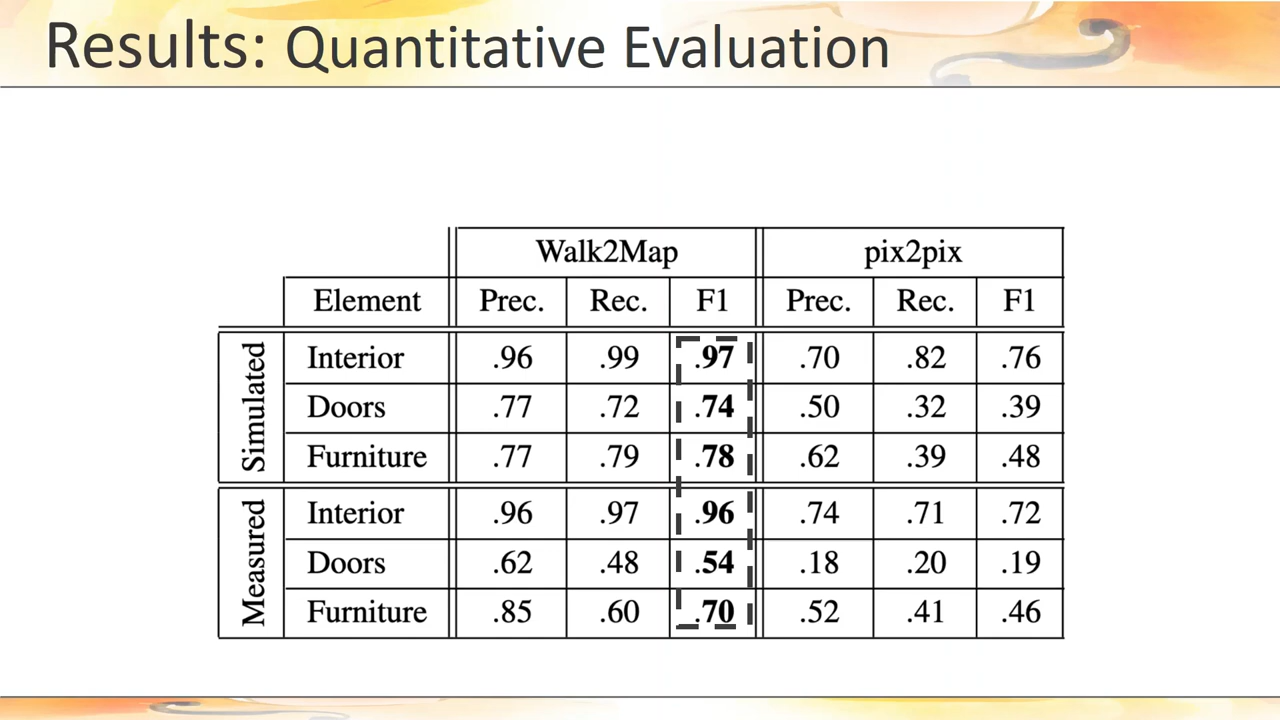 Results: Quantitative Evaluation
Walk2Map pix2pix
Element Prec. Rec. F1 Prec. Rec. F1
Simulated
Interior .96 .99 .97 .70 .82 .76
Doors .77 .72 .74 .50 .32 .39
Furniture .77 .79 .78 .62 .39 .48
Measured
Interior .96 .97 .96 .74 .71 .72
Doors .62 .48 .54 .18 .20 .19
Furniture .85 .60 .70 .52 .41 .46